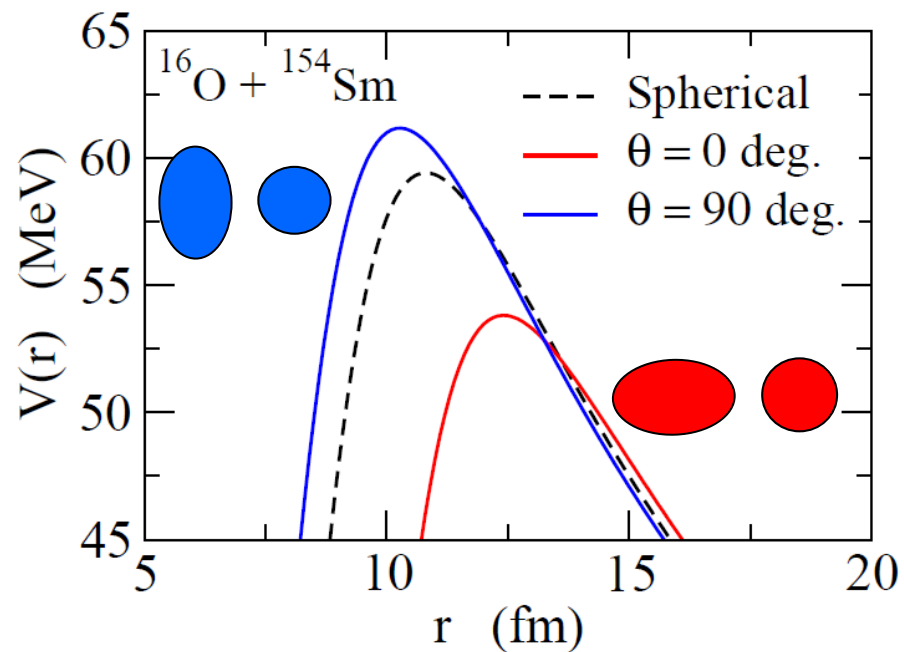 65
60
55
50
45
V(r) (MeV)
¹⁶O + ¹⁵⁴Sm
Spherical
θ = 0 deg.
θ = 90 deg.
5 10 15 20
r (fm)